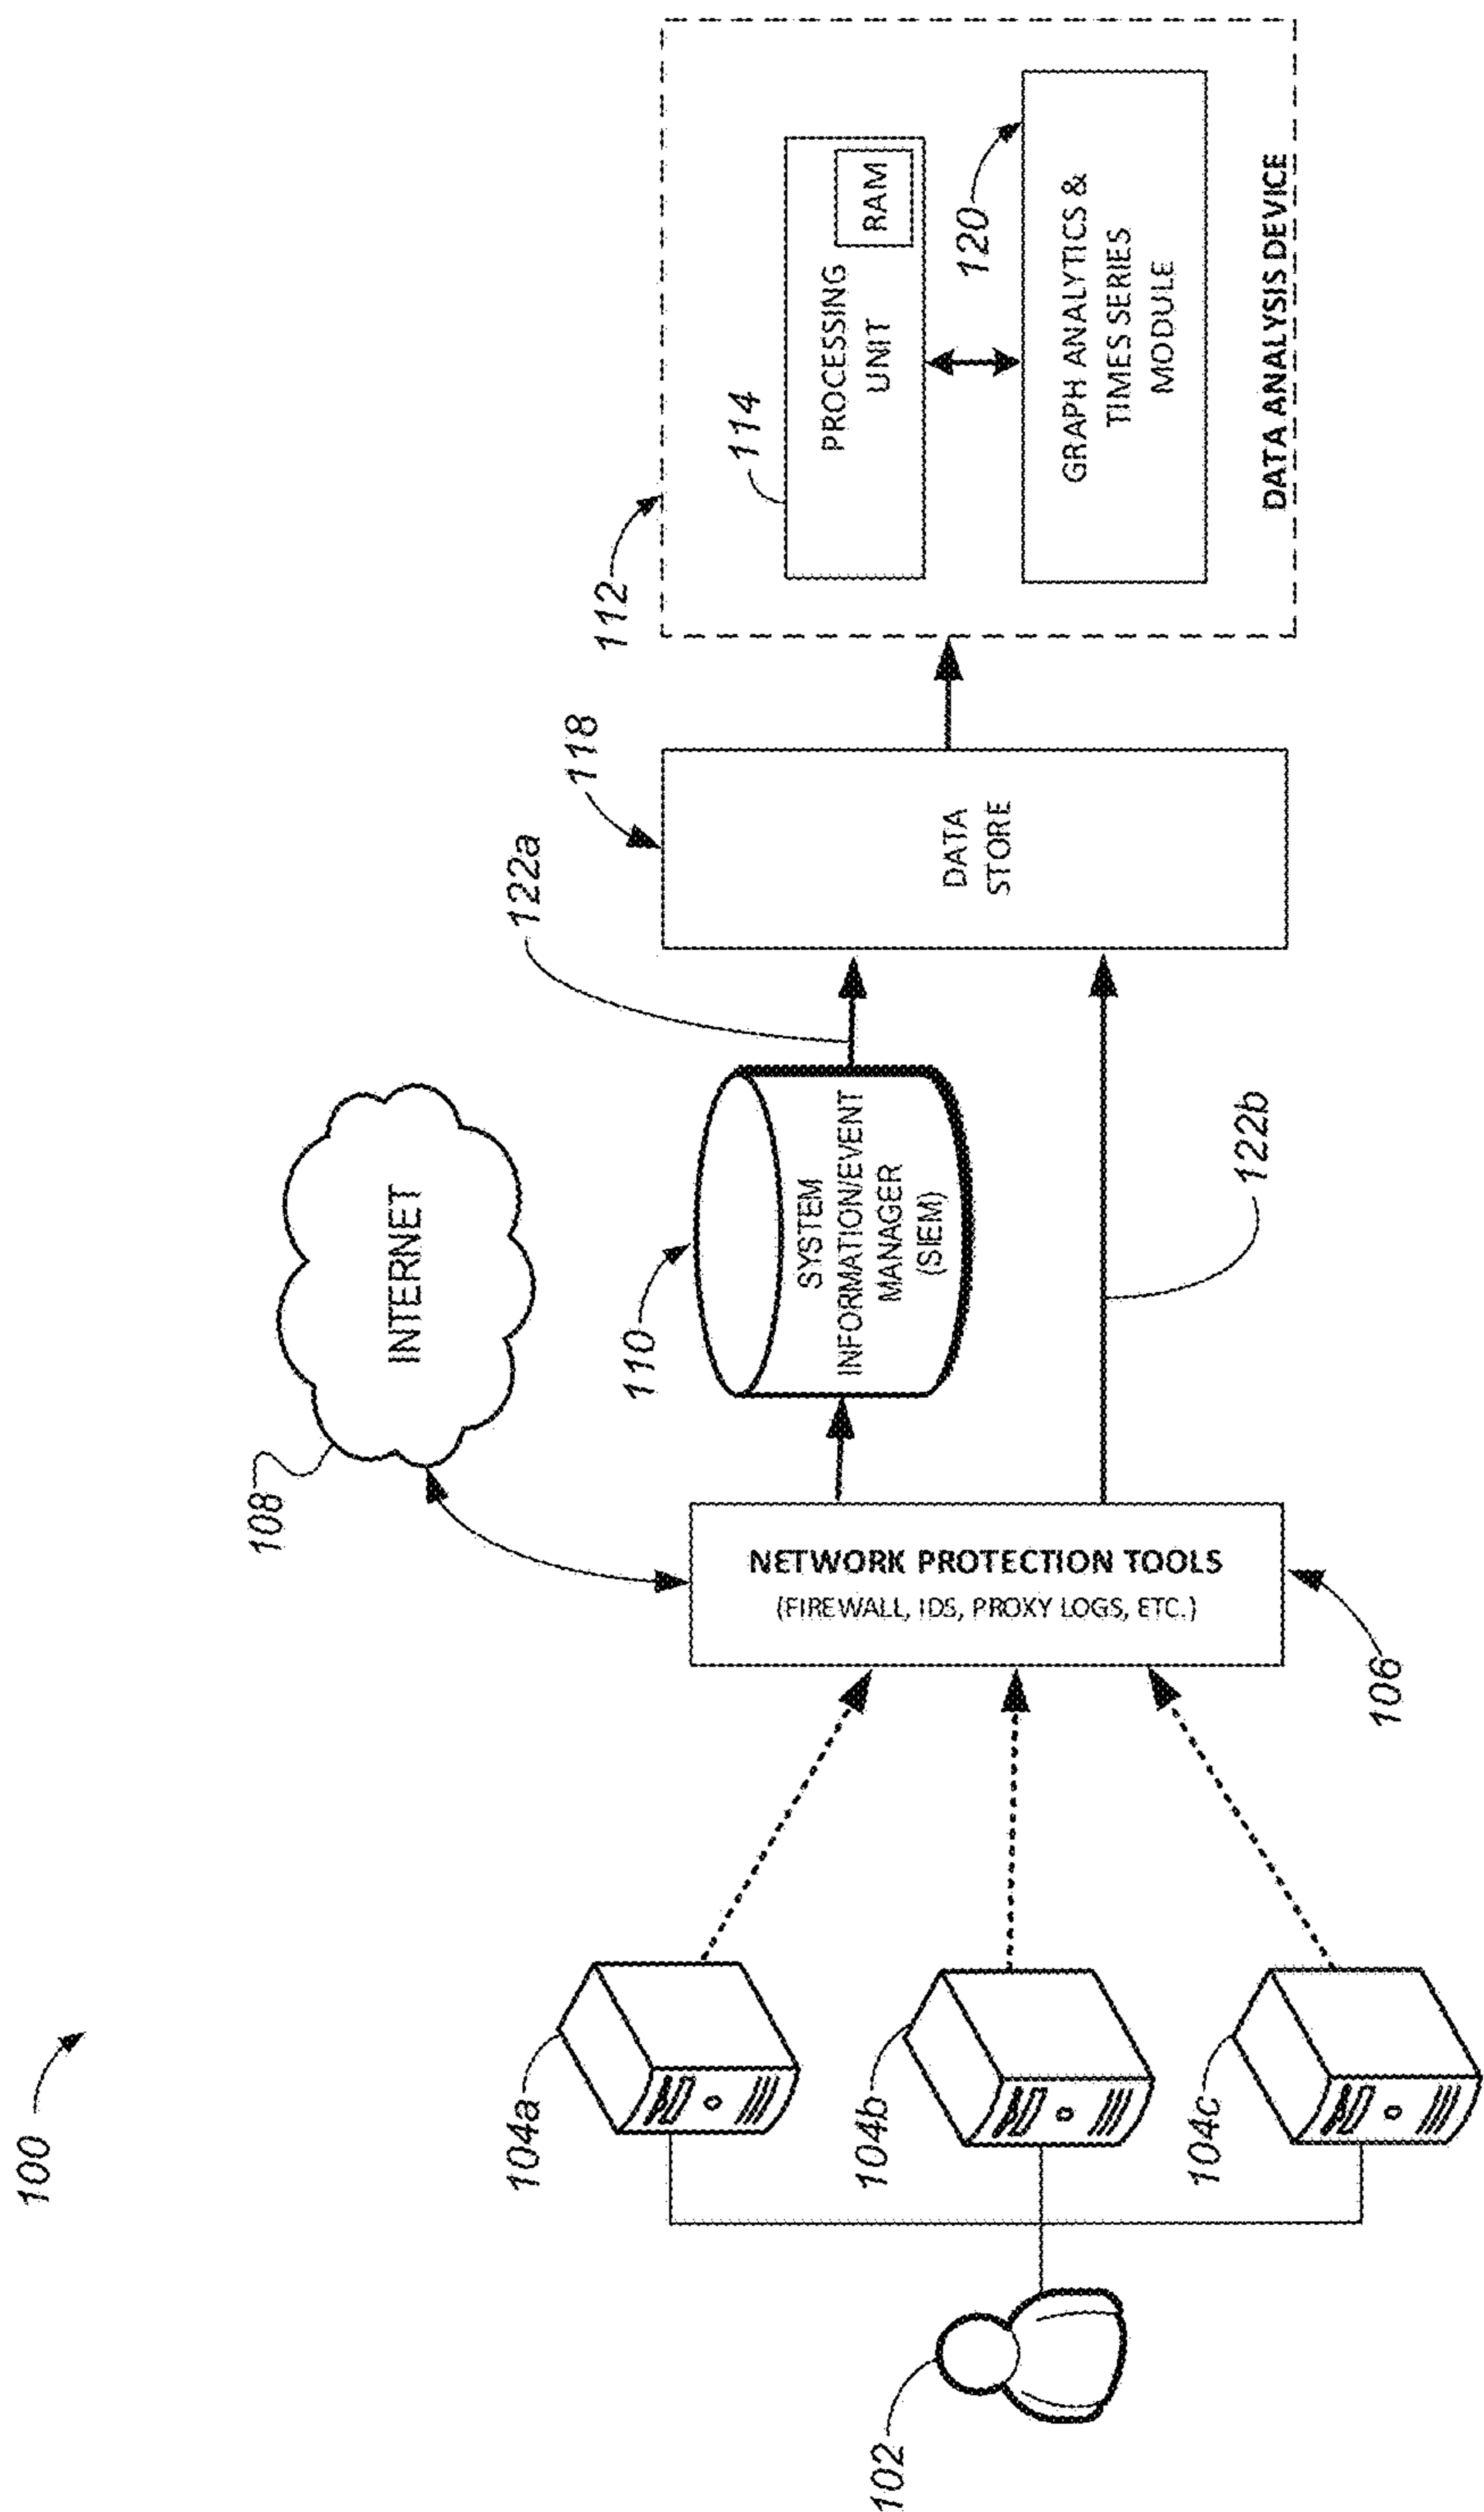 100
108
INTERNET
122a
118
112
114
110
SYSTEM
INFORMATION/EVENT
MANAGER
(SIEM)
DATA
STORE
PROCESSING
UNIT
RAM
120
GRAPH ANALYTICS &
TIMES SERIES
MODULE
DATA ANALYSIS DEVICE
104a
104b
104c
102
NETWORK PROTECTION TOOLS
(FIREWALL, IDS, PROXY LOGS, ETC.)
106
122b